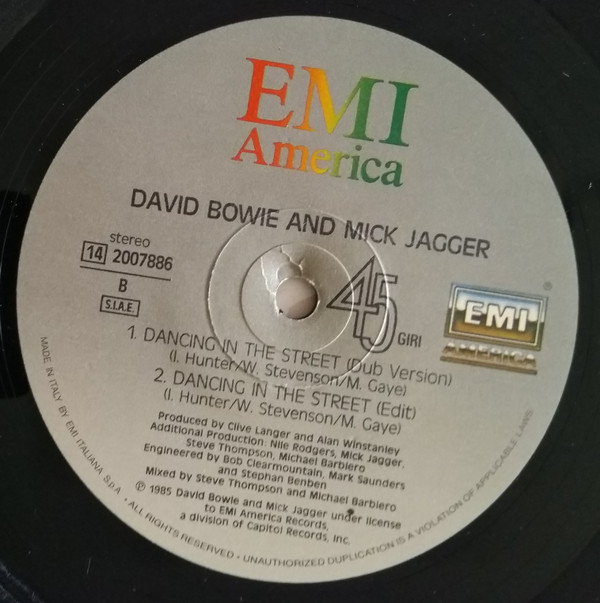 EMI
America
DAVID BOWIE AND MICK JAGGER
stereo
14 2007886
B
S.I.A.E.
45 GIRI
EMI
AMERICA
®
1. DANCING IN THE STREET (Dub Version)
(I. Hunter/W. Stevenson/M. Gaye)
2. DANCING IN THE STREET (Edit)
(I. Hunter/W. Stevenson/M. Gaye)
Produced by Clive Langer and Alan Winstanley
Additional Production: Nile Rodgers, Mick Jagger,
Steve Thompson, Michael Barbiero
Engineered by Bob Clearmountain, Mark Saunders
and Stephan Benben
Mixed by Steve Thompson and Michael Barbiero
℗ 1985 David Bowie and Mick Jagger under license
to EMI America Records,
a division of Capitol Records, Inc.
MADE IN ITALY BY EMI ITALIANA S.p.A. • ALL RIGHTS RESERVED • UNAUTHORIZED DUPLICATION IS A VIOLATION OF APPLICABLE LAWS